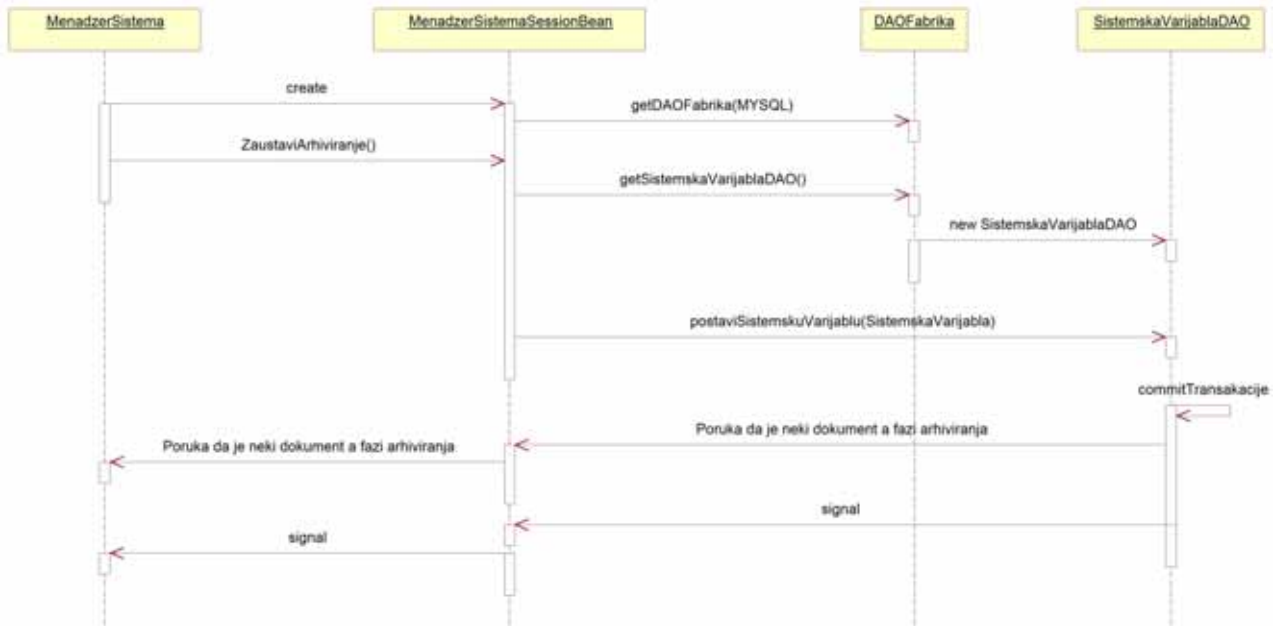 MenadzerSistema
MenadzerSistemaSessionBean
DAOFabrika
SistemskaVarijablaDAO
create
getDAOFabrika(MYSQL)
ZaustaviArhiviranje()
getSistemskaVarijablaDAO()
new SistemskaVarijablaDAO
postaviSistemskuVarijablu(SistemskaVarijabla)
commitTransakacije
Poruka da je neki dokument a fazi arhiviranja
Poruka da je neki dokument a fazi arhiviranja
signal
signal